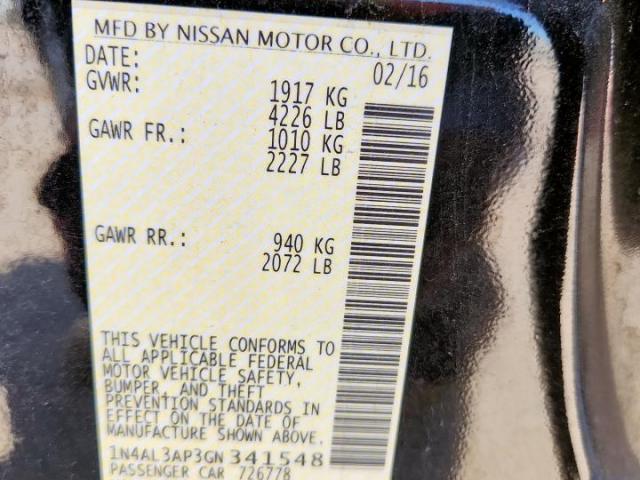 MFD BY NISSAN MOTOR CO., LTD.
DATE: 02/16
GVWR: 1917 KG
4226 LB
GAWR FR.: 1010 KG
2227 LB
GAWR RR.: 940 KG
2072 LB
THIS VEHICLE CONFORMS TO
ALL APPLICABLE FEDERAL
MOTOR VEHICLE SAFETY,
BUMPER, AND THEFT
PREVENTION STANDARDS IN
EFFECT ON THE DATE OF
MANUFACTURE SHOWN ABOVE.
1N4AL3AP3GN 341548
PASSENGER CAR 726778